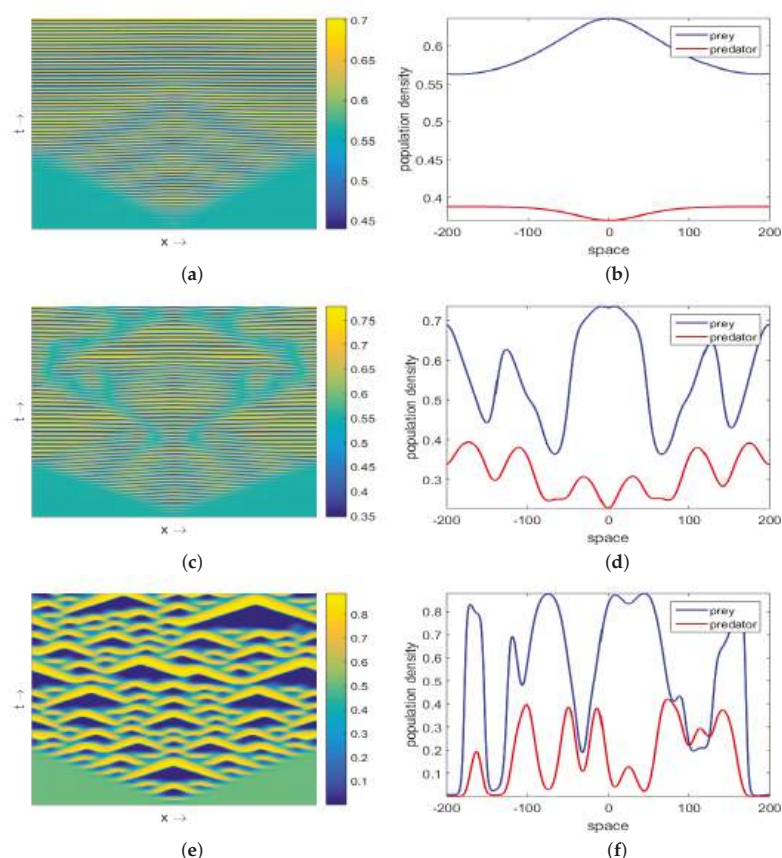 0.7
0.65
0.6
0.55
0.5
0.45
t →
x →
(a)
0.6
0.55
0.45
0.4
population density
prey
predator
-200 -100 0 100 200
space
(b)
0.75
0.7
0.65
0.6
0.55
0.5
0.45
0.4
0.35
t →
x →
(c)
0.7
0.6
0.5
0.4
0.3
population density
prey
predator
-200 -100 0 100 200
space
(d)
0.8
0.7
0.6
0.5
0.4
0.3
0.2
0.1
t →
x →
(e)
0.8
0.7
0.6
0.5
0.4
0.3
0.2
0.1
population density
prey
predator
-200 -100 0 100 200
space
(f)